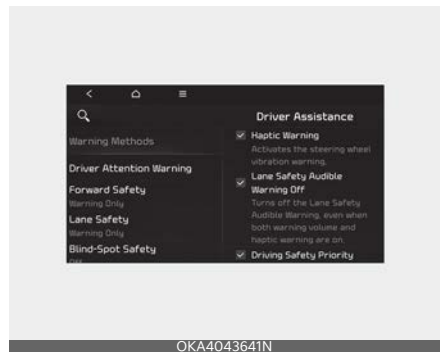 Driver Assistance
Warning Methods
Driver Attention Warning
Forward Safety
Warning Only
Lane Safety
Warning Only
Blind-Spot Safety
Off
Haptic Warning
Activates the steering wheel
vibration warning.
Lane Safety Audible
Warning Off
Turns off the Lane Safety
Audible Warning, even when
both warning volume and
haptic warning are on.
Driving Safety Priority
OKA4043641N